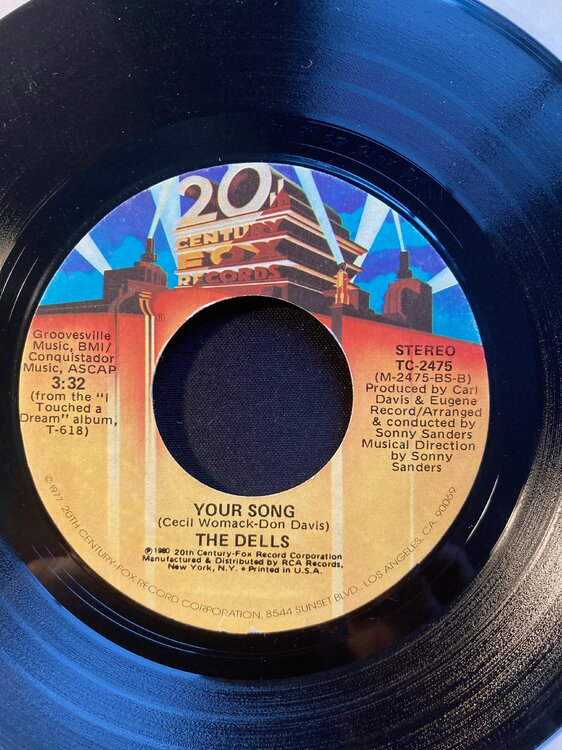 20th
CENTURY
FOX
RECORDS
®
Groovesville
Music, BMI/
Conquistador
Music, ASCAP
3:32
(from the "I
Touched a
Dream" album,
T-618)
STEREO
TC-2475
(M-2475-BS-B)
Produced by Carl
Davis & Eugene
Record/Arranged
& conducted by
Sonny Sanders
Musical Direction
by Sonny
Sanders
YOUR SONG
(Cecil Womack-Don Davis)
THE DELLS
℗ 1980 20th Century-Fox Record Corporation
Manufactured & Distributed by RCA Records,
New York, N.Y. • Printed in U.S.A.
© 1977, 20TH CENTURY-FOX RECORD CORPORATION, 8544 SUNSET BLVD., LOS ANGELES, CA. 90069